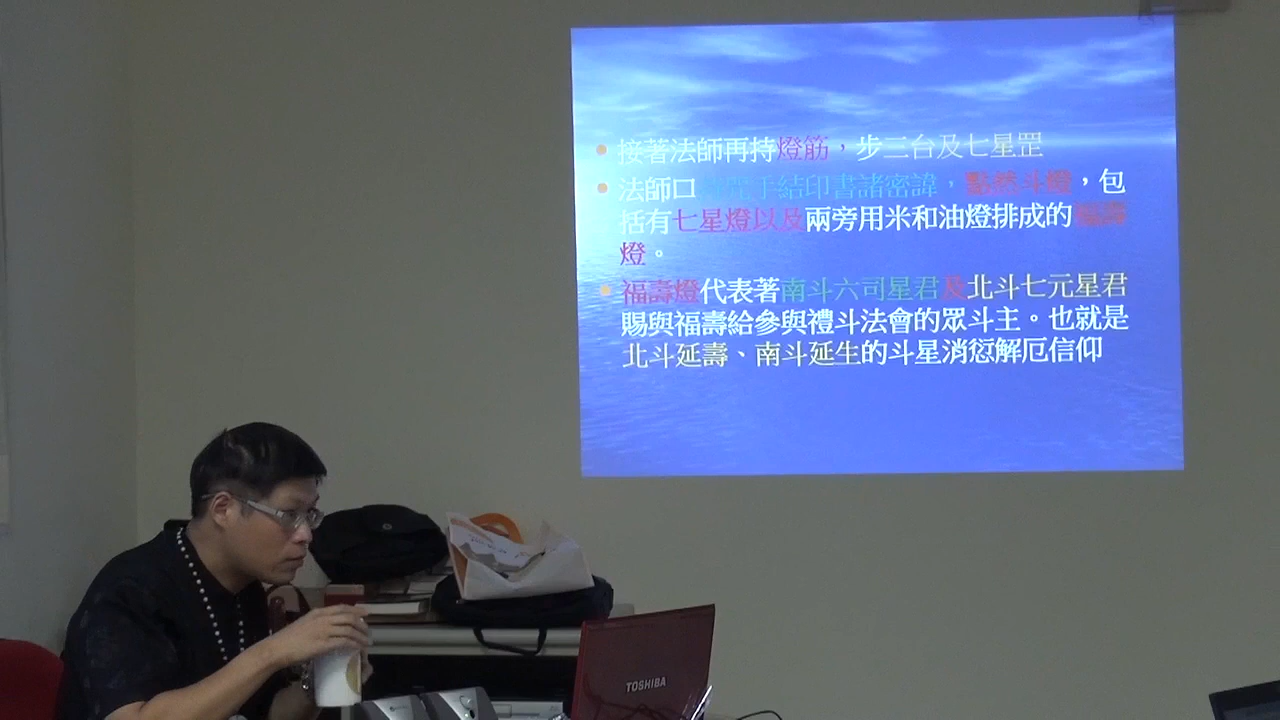 接著法師再持燈筋，步三台及七星罡
法師口手結印書諸密諱，點然斗燈，包
括有七星燈以及兩旁用米和油燈排成的福壽
燈。
福壽燈代表著南斗六司星君及北斗七元星君
賜與福壽給參與禮斗法會的眾斗主。也就是
北斗延壽、南斗延生的斗星消愆解厄信仰
TOSHIBA